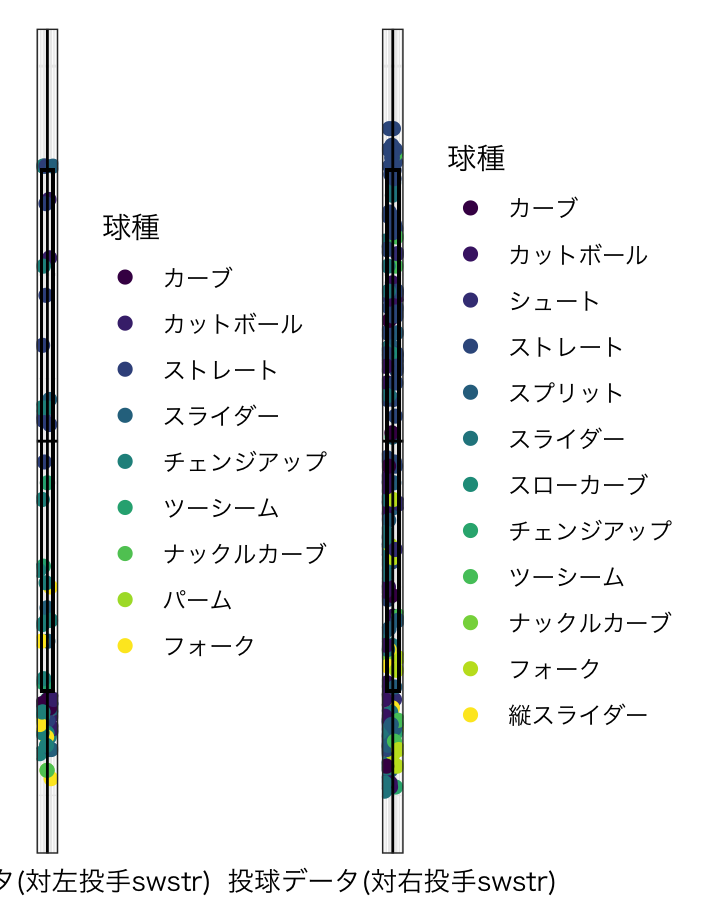 球種
カーブ
カットボール
ストレート
スライダー
チェンジアップ
ツーシーム
ナックルカーブ
パーム
フォーク
球種
カーブ
カットボール
シュート
ストレート
スプリット
スライダー
スローカーブ
チェンジアップ
ツーシーム
ナックルカーブ
フォーク
縦スライダー
タ(対左投手swstr)
投球データ(対右投手swstr)